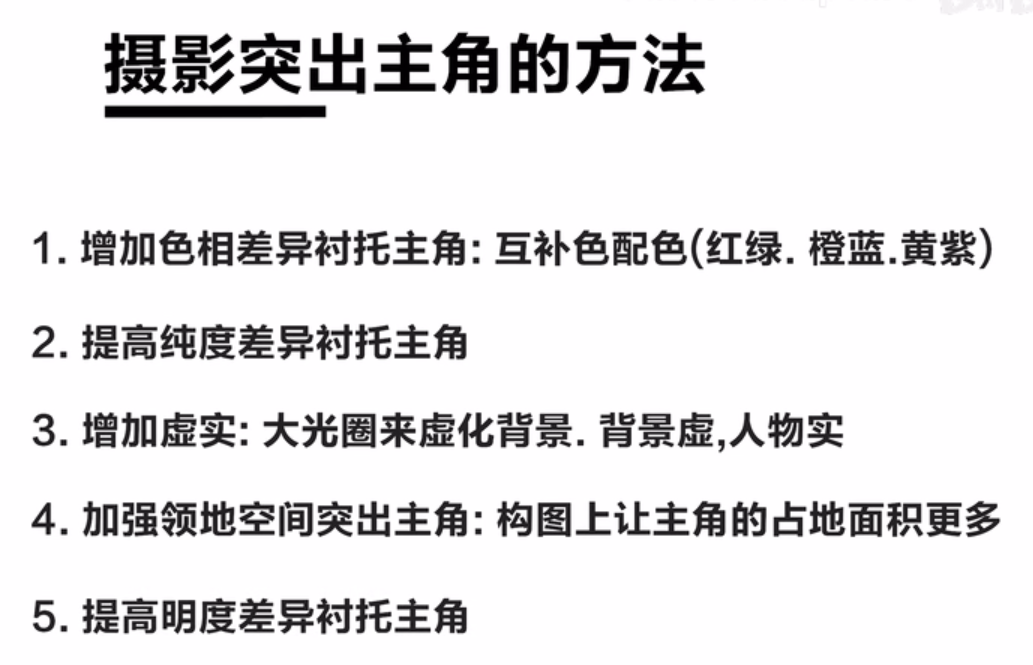 摄影突出主角的方法
1. 增加色相差异衬托主角: 互补色配色(红绿. 橙蓝.黄紫)
2. 提高纯度差异衬托主角
3. 增加虚实: 大光圈来虚化背景. 背景虚,人物实
4. 加强领地空间突出主角: 构图上让主角的占地面积更多
5. 提高明度差异衬托主角